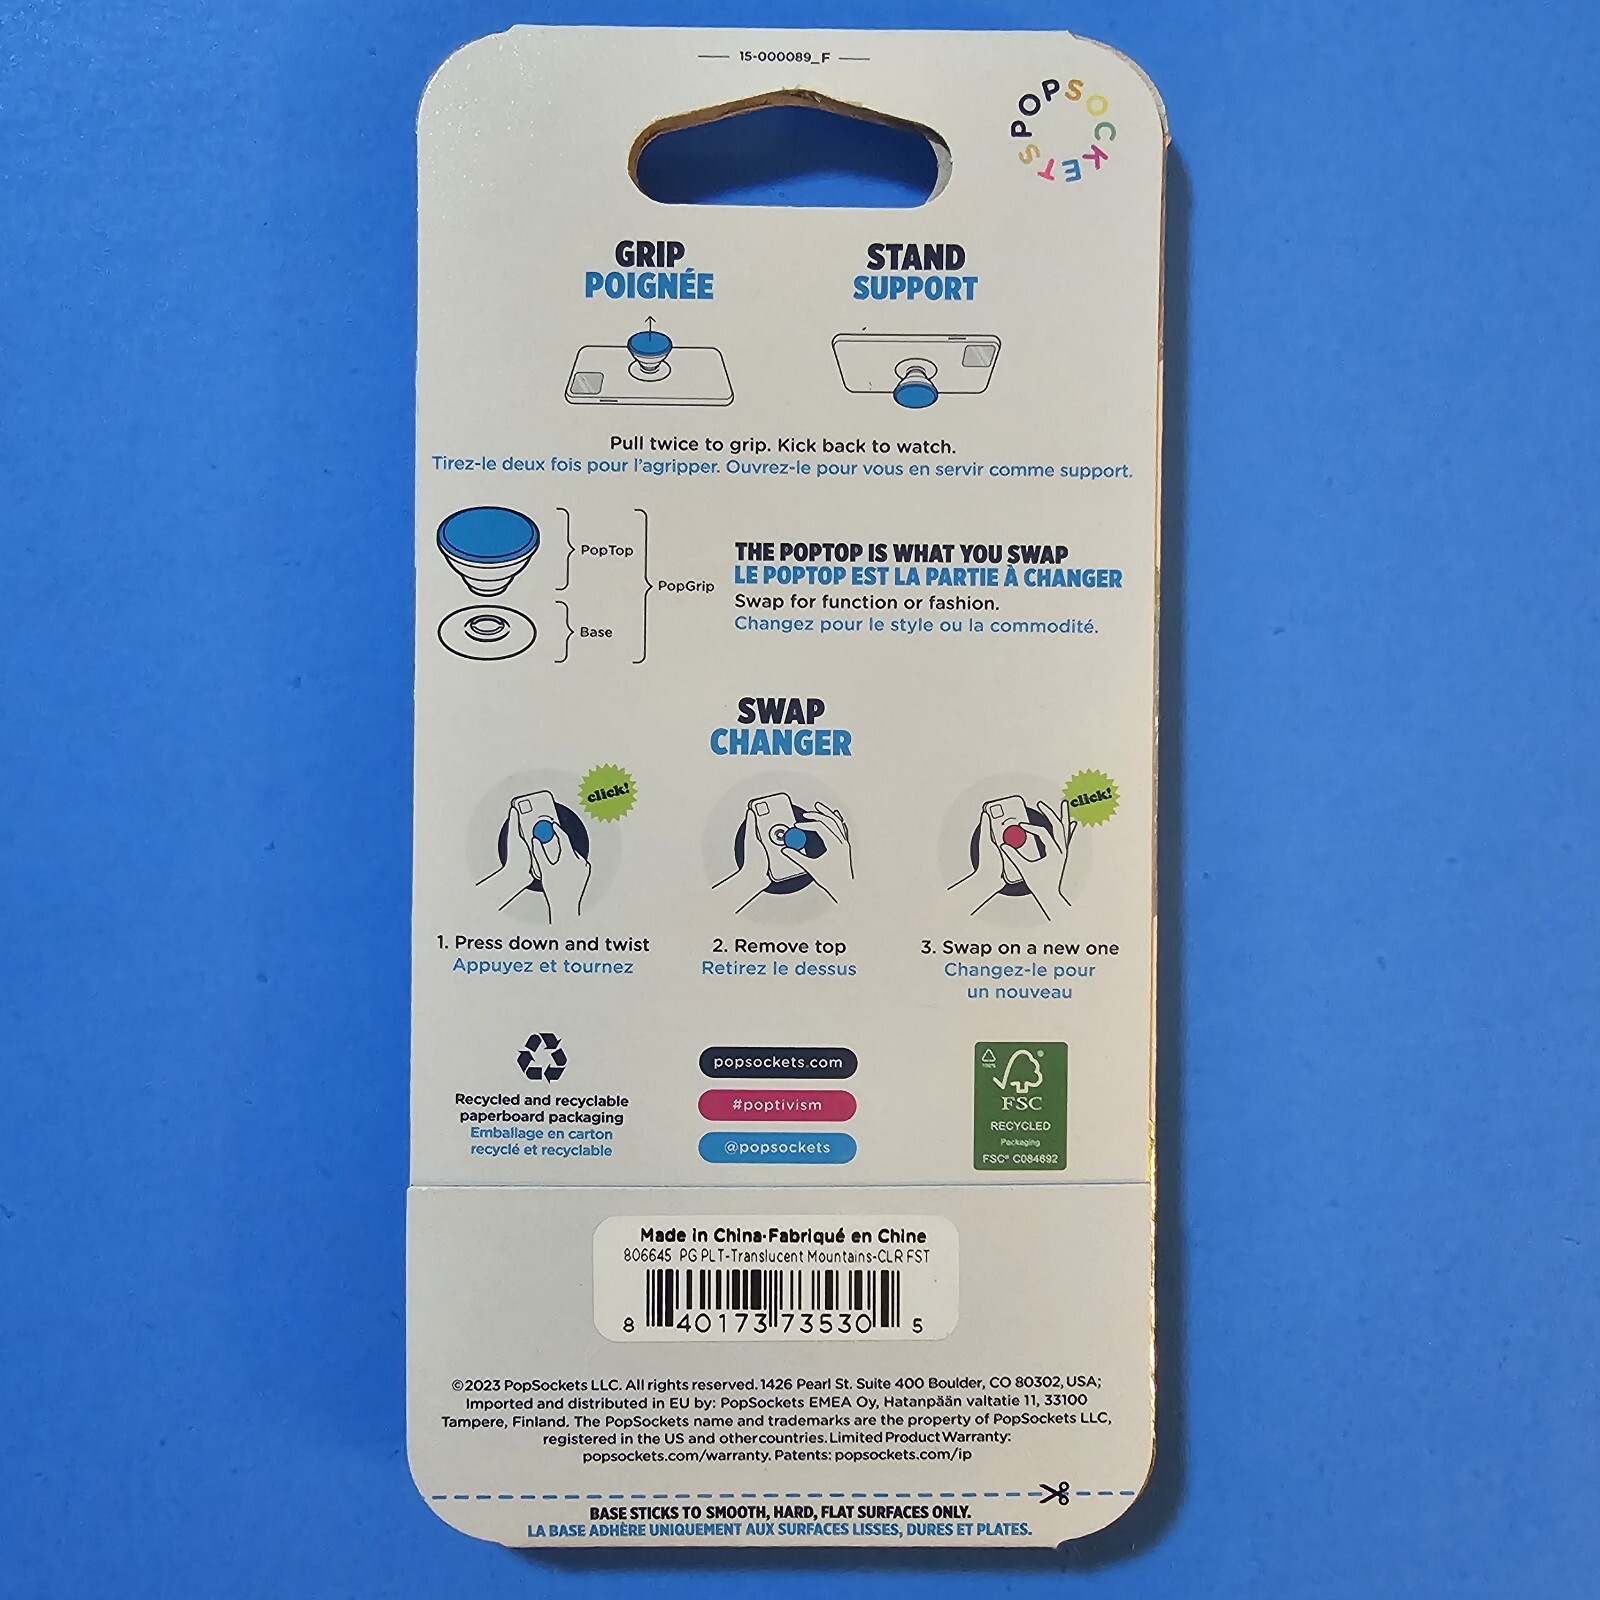 15-000089_F
POPSOCKETS
GRIP
POIGNÉE
STAND
SUPPORT
Pull twice to grip. Kick back to watch.
Tirez-le deux fois pour l'agripper. Ouvrez-le pour vous en servir comme support.
PopTop
PopGrip
Base
THE POPTOP IS WHAT YOU SWAP
LE POPTOP EST LA PARTIE À CHANGER
Swap for function or fashion.
Changez pour le style ou la commodité.
SWAP
CHANGER
click!
click!
1. Press down and twist
Appuyez et tournez
2. Remove top
Retirez le dessus
3. Swap on a new one
Changez-le pour
un nouveau
Recycled and recyclable
paperboard packaging
Emballage en carton
recyclé et recyclable
popsockets.com
#poptivism
@popsockets
100%
FSC
RECYCLED
Packaging
FSC® C084692
Made in China·Fabriqué en Chine
806645 PG PLT-Translucent Mountains-CLR FST
8 40173 73530 5
©2023 PopSockets LLC. All rights reserved. 1426 Pearl St. Suite 400 Boulder, CO 80302, USA;
Imported and distributed in EU by: PopSockets EMEA Oy, Hatanpään valtatie 11, 33100
Tampere, Finland. The PopSockets name and trademarks are the property of PopSockets LLC,
registered in the US and othercountries. Limited Product Warranty:
popsockets.com/warranty. Patents: popsockets.com/ip
BASE STICKS TO SMOOTH, HARD, FLAT SURFACES ONLY.
LA BASE ADHÈRE UNIQUEMENT AUX SURFACES LISSES, DURES ET PLATES.